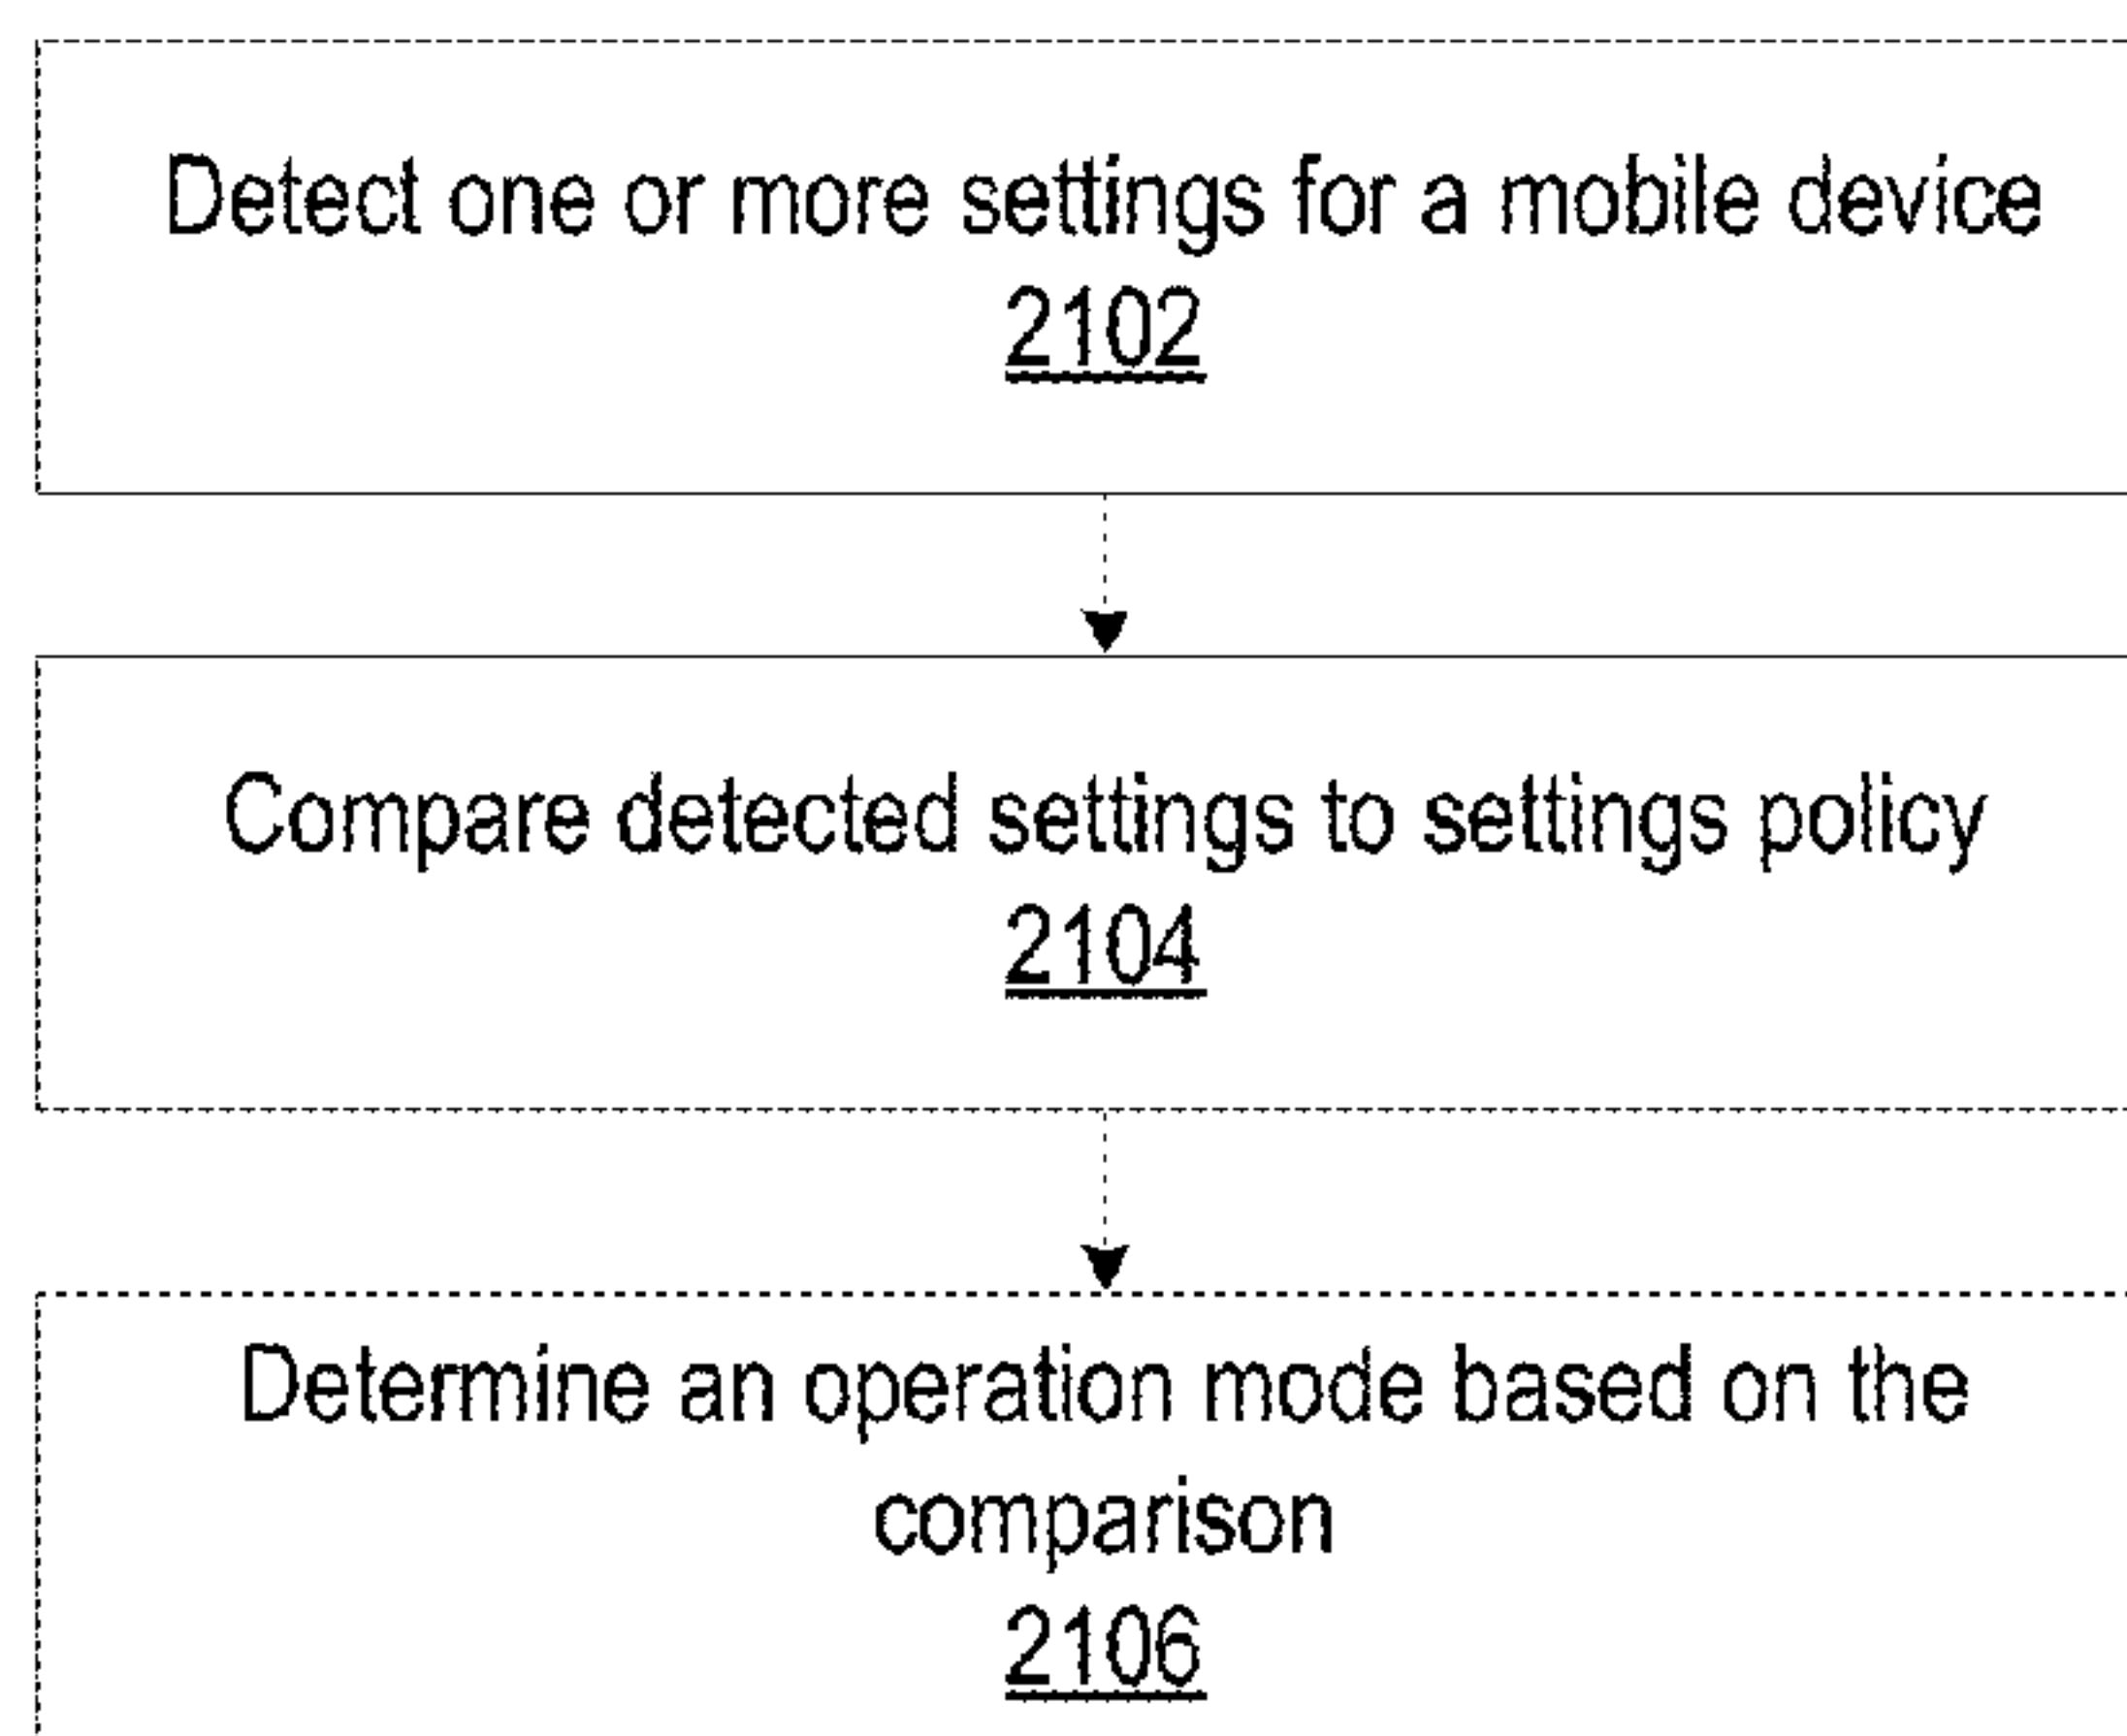 Detect one or more settings for a mobile device
2102
Compare detected settings to settings policy
2104
Determine an operation mode based on the
comparison
2106